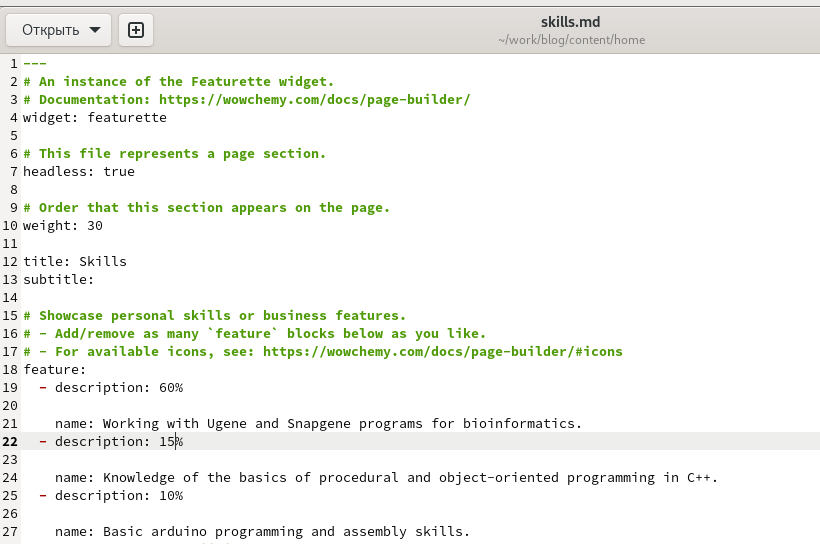 Открыть
skills.md
~/work/blog/content/home
1 ---
2 # An instance of the Featurette widget.
3 # Documentation: https://wowchemy.com/docs/page-builder/
4 widget: featurette
5
6 # This file represents a page section.
7 headless: true
8
9 # Order that this section appears on the page.
10 weight: 30
11
12 title: Skills
13 subtitle:
14
15 # Showcase personal skills or business features.
16 # - Add/remove as many `feature` blocks below as you like.
17 # - For available icons, see: https://wowchemy.com/docs/page-builder/#icons
18 feature:
19   - description: 60%
20
21     name: Working with Ugene and Snapgene programs for bioinformatics.
22   - description: 15%
23
24     name: Knowledge of the basics of procedural and object-oriented programming in C++.
25   - description: 10%
26
27     name: Basic arduino programming and assembly skills.